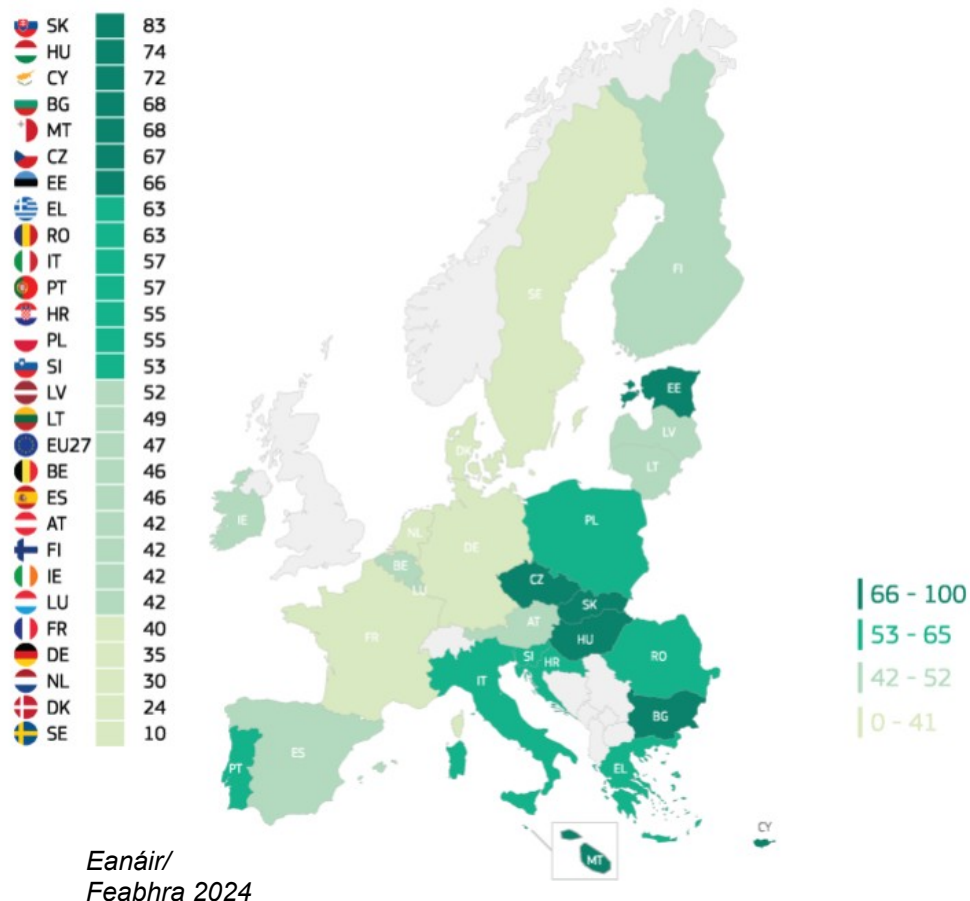 SK 83
HU 74
CY 72
BG 68
MT 68
CZ 67
EE 66
EL 63
RO 63
IT 57
PT 57
HR 55
PL 55
SI 53
LV 52
LT 49
EU27 47
BE 46
ES 46
AT 42
FI 42
IE 42
LU 42
FR 40
DE 35
NL 30
DK 24
SE 10
FI
SE
EE
LV
LT
DK
IE
NL
PL
DE
BE
LU
CZ
SK
FR
AT
HU
SI
HR
RO
IT
BG
ES
PT
EL
CY
MT
66 - 100
53 - 65
42 - 52
0 - 41
Eanáir/
Feabhra 2024